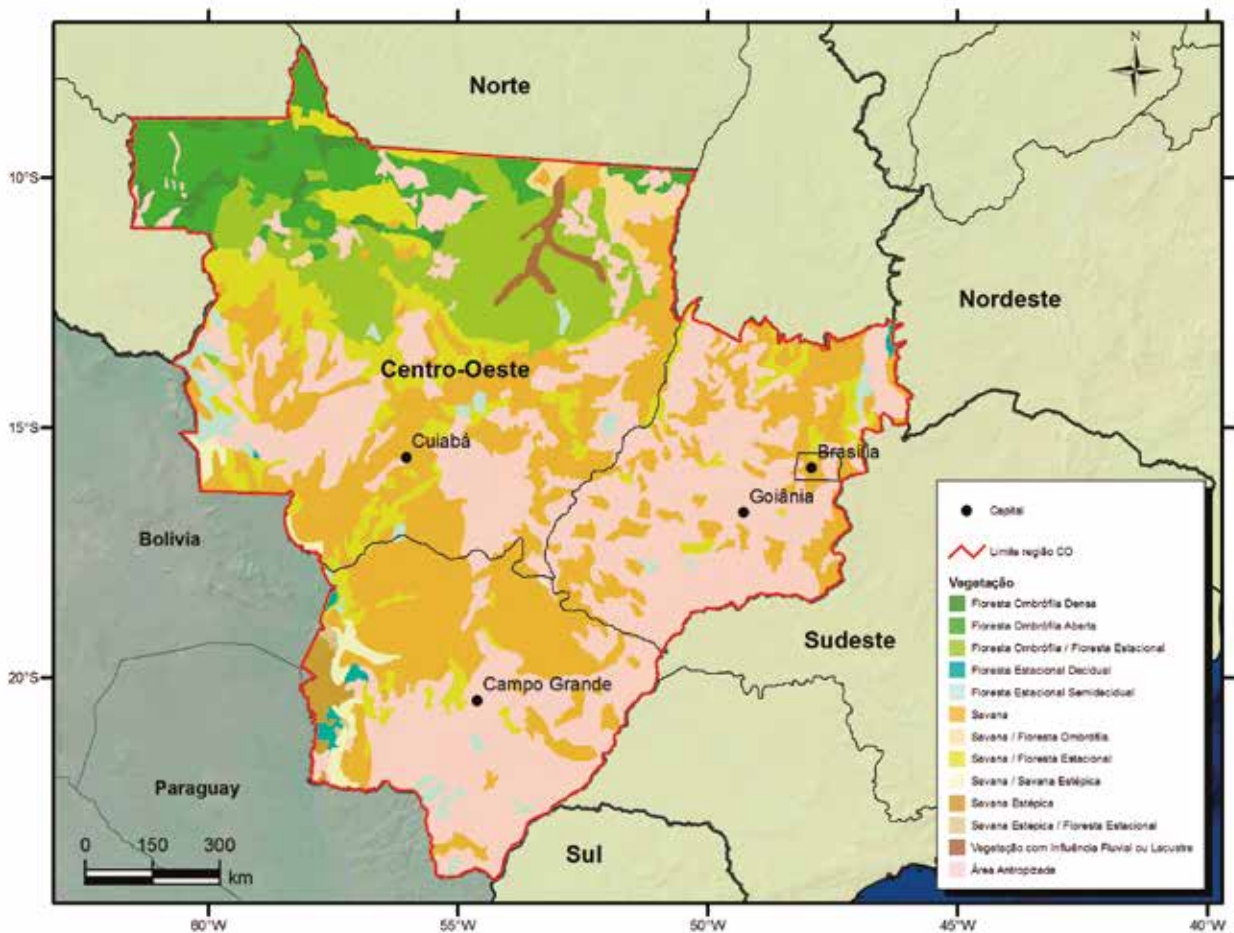 N
Norte
10°S
Nordeste
Centro-Oeste
15°S
Cuiabá
Brasília
Goiânia
Bolivia
Capital
Limite região CO
Vegetação
Floresta Ombrófila Densa
Floresta Ombrófila Aberta
Floresta Ombrófila / Floresta Estacional
Floresta Estacional Decidual
Floresta Estacional Semidecidual
Savana
Savana / Floresta Ombrófila
Savana / Floresta Estacional
Savana / Savana Estépica
Savana Estépica
Savana Estepica / Floresta Estacional
Vegetação com Influência Fluvial ou Lacustre
Área Antropizada
Sudeste
20°S
Campo Grande
Paraguay
Sul
0 150 300
km
60°W 55°W 50°W 45°W 40°W